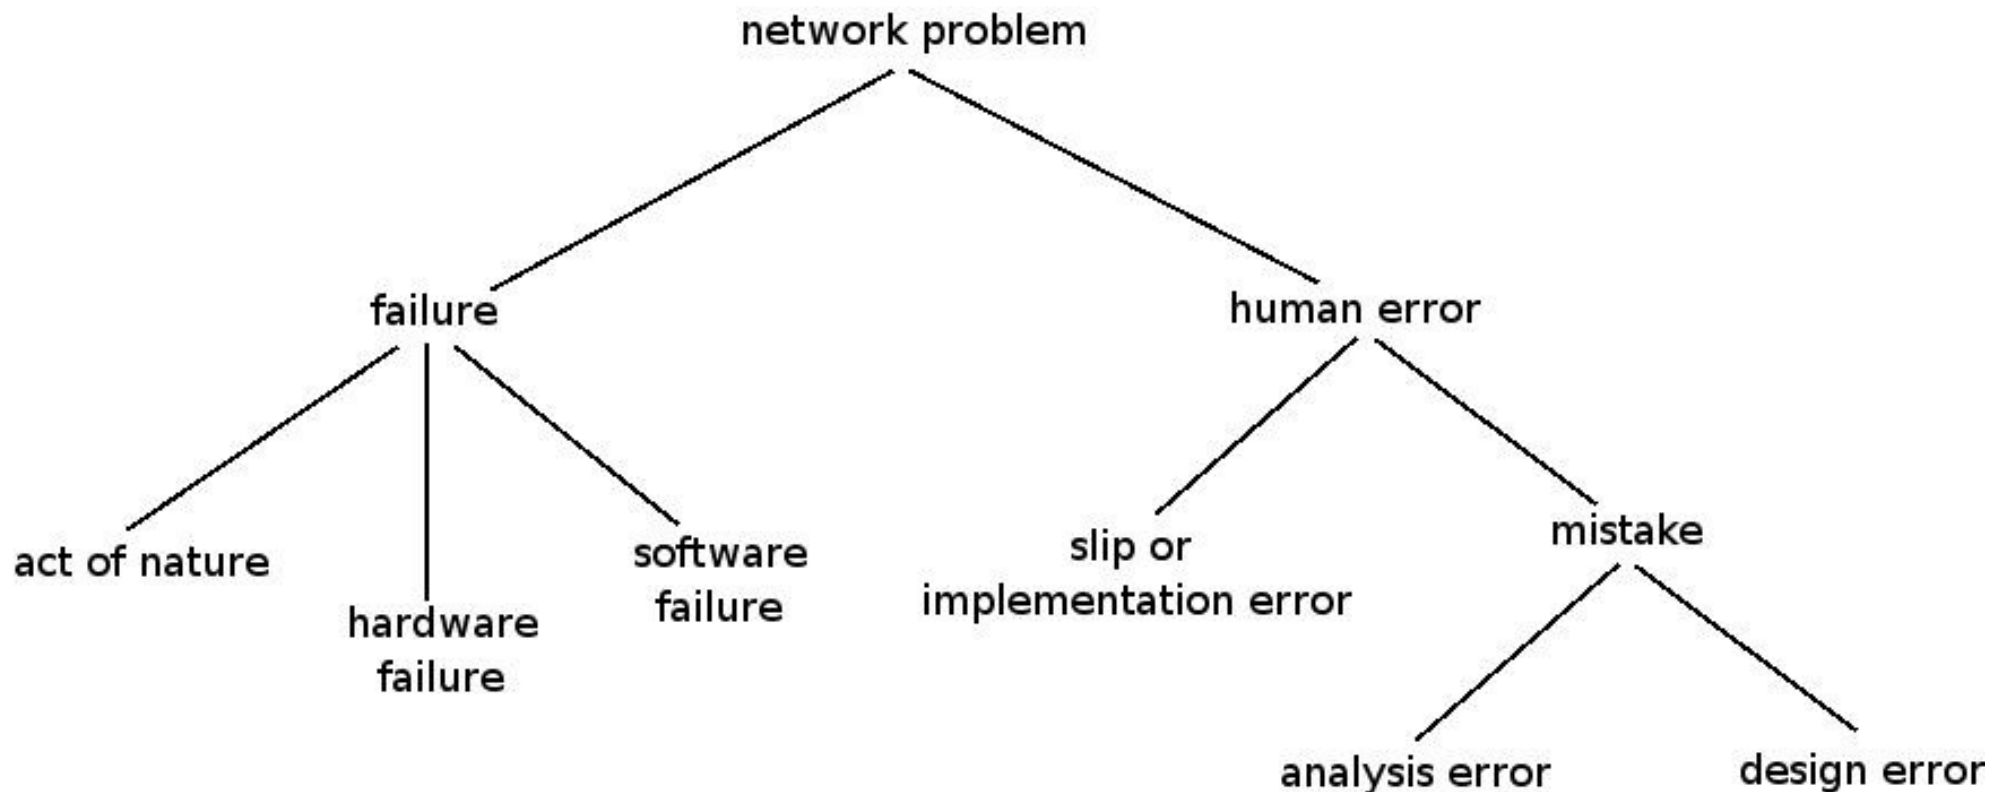 network problem
failure
human error
act of nature
hardware
failure
software
failure
slip or
implementation error
mistake
analysis error
design error